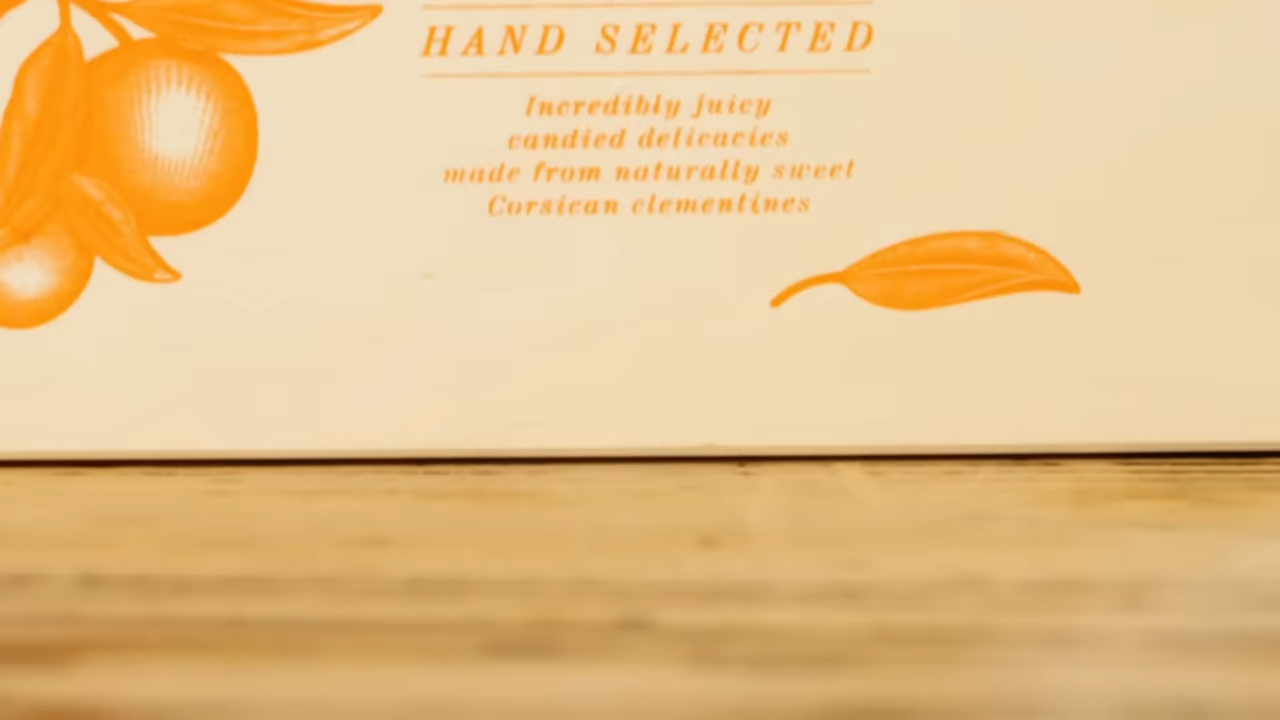 HAND SELECTED
Incredibly juicy
candied delicacies
made from naturally sweet
Corsican clementines